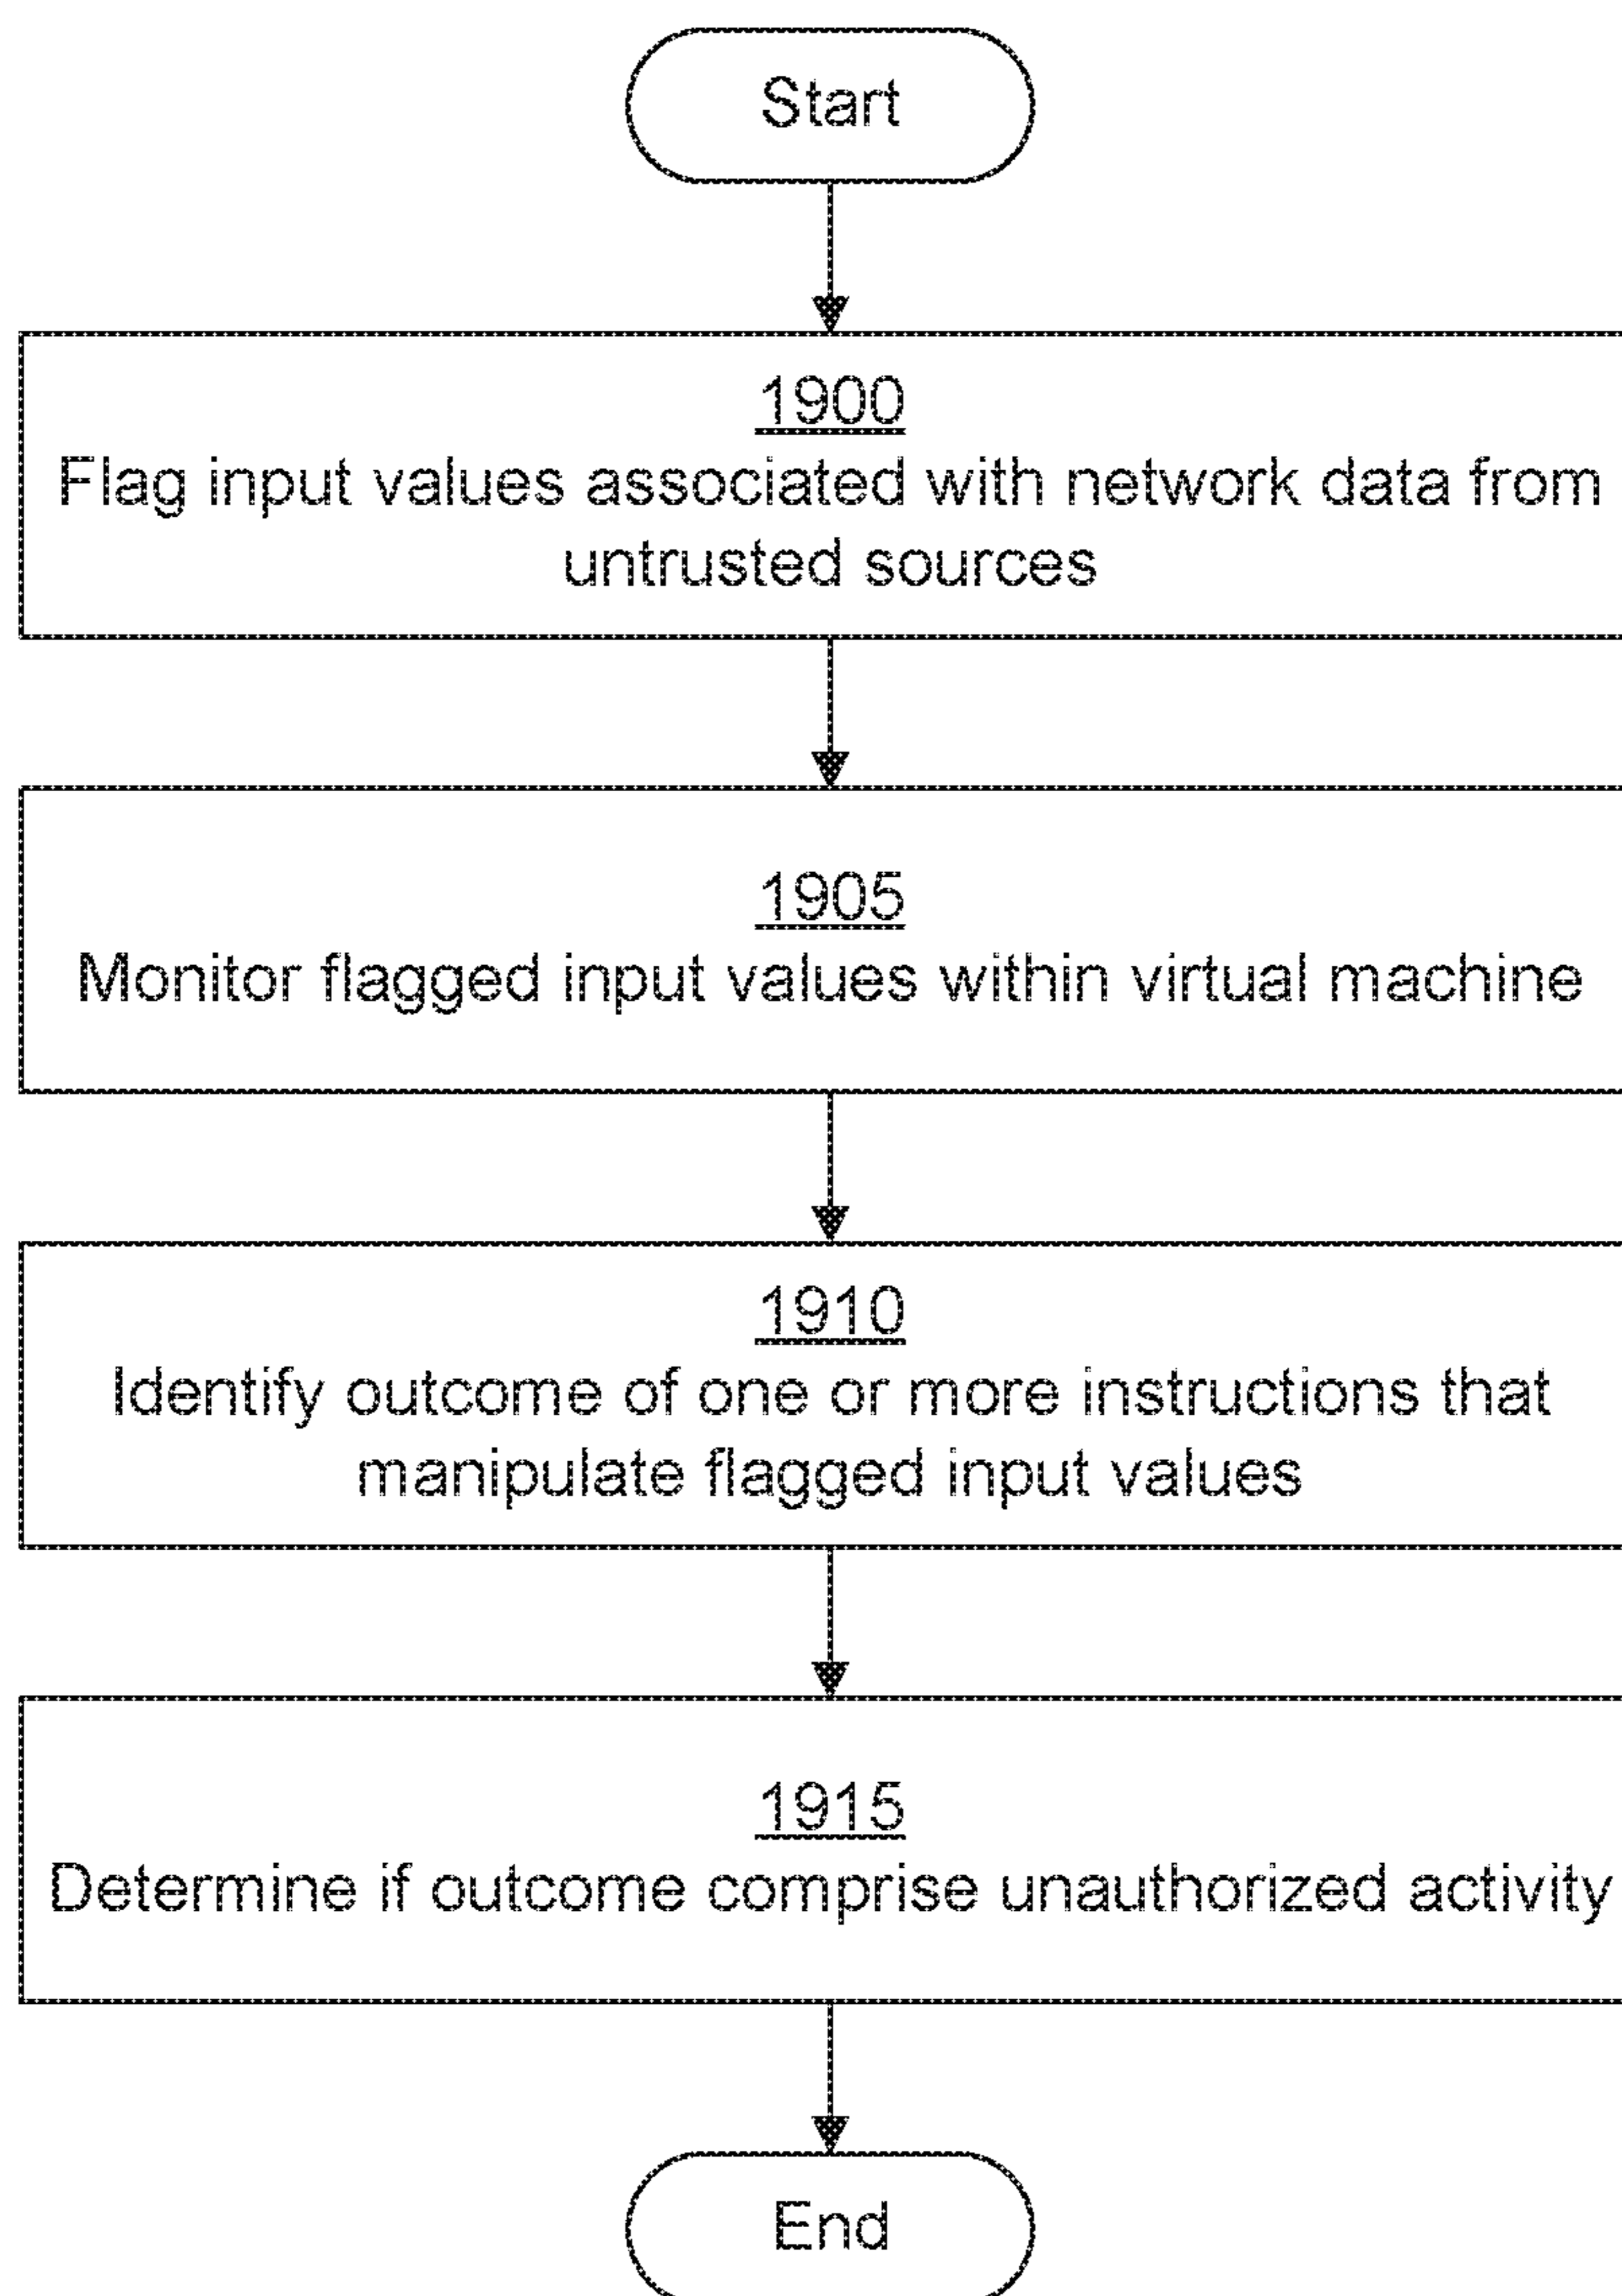 Start
1900
Flag input values associated with network data from
untrusted sources
1905
Monitor flagged input values within virtual machine
1910
Identify outcome of one or more instructions that
manipulate flagged input values
1915
Determine if outcome comprise unauthorized activity
End